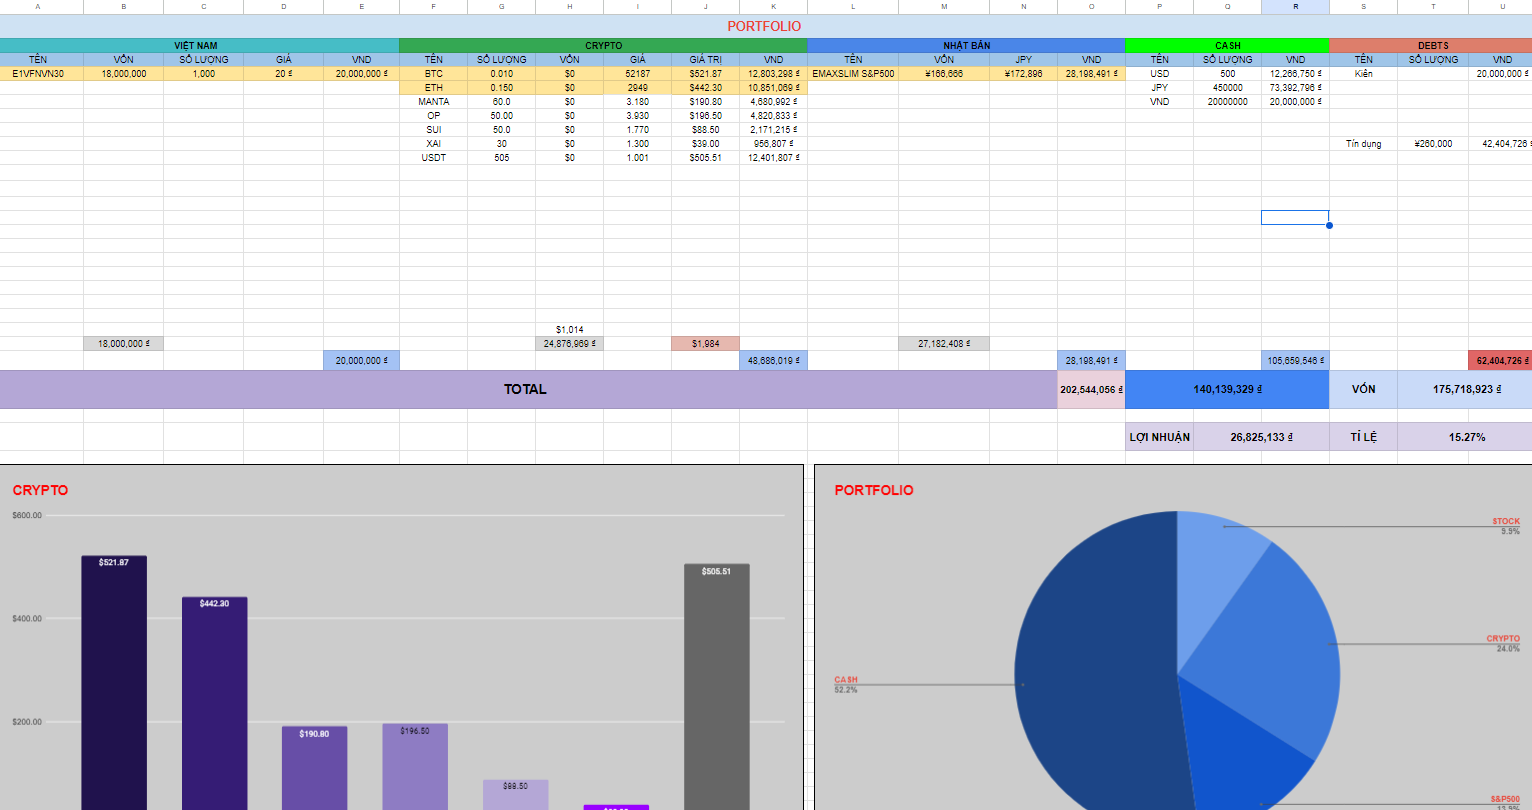 A B C D E F G H I J K L M N O P Q R S T U
PORTFOLIO
VIỆT NAM CRYPTO NHẬT BẢN CASH DEBTS
TÊN VỐN SỐ LƯỢNG GIÁ VND TÊN SỐ LƯỢNG VỐN GIÁ GIÁ TRỊ VND TÊN VỐN JPY VND TÊN SỐ LƯỢNG VND TÊN SỐ LƯỢNG VND
E1VFNVN30 18,000,000 1,000 20 ₫ 20,000,000 ₫ BTC 0.010 $0 52187 $521.87 12,803,298 ₫ EMAXSLIM S&P500 ¥166,666 ¥172,896 28,198,491 ₫ USD 500 12,266,750 ₫ Kiên 20,000,000 ₫
ETH 0.150 $0 2949 $442.30 10,851,069 ₫ JPY 450000 73,392,796 ₫
MANTA 60.0 $0 3.180 $190.80 4,680,992 ₫ VND 20000000 20,000,000 ₫
OP 50.00 $0 3.930 $196.50 4,820,833 ₫
SUI 50.0 $0 1.770 $88.50 2,171,215 ₫
XAI 30 $0 1.300 $39.00 956,807 ₫ Tín dụng ¥260,000 42,404,726
USDT 505 $0 1.001 $505.51 12,401,807 ₫
$1,014
18,000,000 ₫ 24,876,969 ₫ $1,984 27,182,408 ₫
20,000,000 ₫ 48,686,019 ₫ 28,198,491 ₫ 105,659,546 ₫ 62,404,726 ₫
TOTAL 202,544,056 ₫ 140,139,329 ₫ VỐN 175,718,923 ₫
LỢI NHUẬN 26,825,133 ₫ TỈ LỆ 15.27%
CRYPTO
$600.00
$521.87
$505.51
$442.30
$400.00
$200.00
$190.80
$196.50
$88.50
PORTFOLIO
STOCK
9.9%
CRYPTO
24.0%
CASH
52.2%
S&P500
13.9%